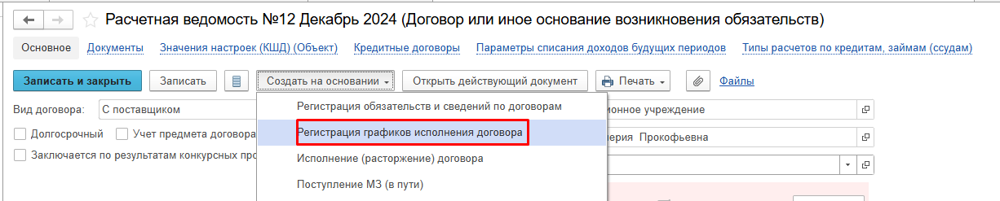 Расчетная ведомость №12 Декабрь 2024 (Договор или иное основание возникновения обязательств)
Основное Документы Значения настроек (КШД) (Объект) Кредитные договоры Параметры списания доходов будущих периодов Типы расчетов по кредитам, займам (ссудам)
Записать и закрыть Записать Создать на основании Открыть действующий документ Печать Файлы
Регистрация обязательств и сведений по договорам
Вид договора: С поставщиком ионное учреждение
Регистрация графиков исполнения договора
Долгосрочный Учет предмета договора ерия Прокофьевна
Заключается по результатам конкурсных про
Исполнение (расторжение) договора
Поступление МЗ (в пути)